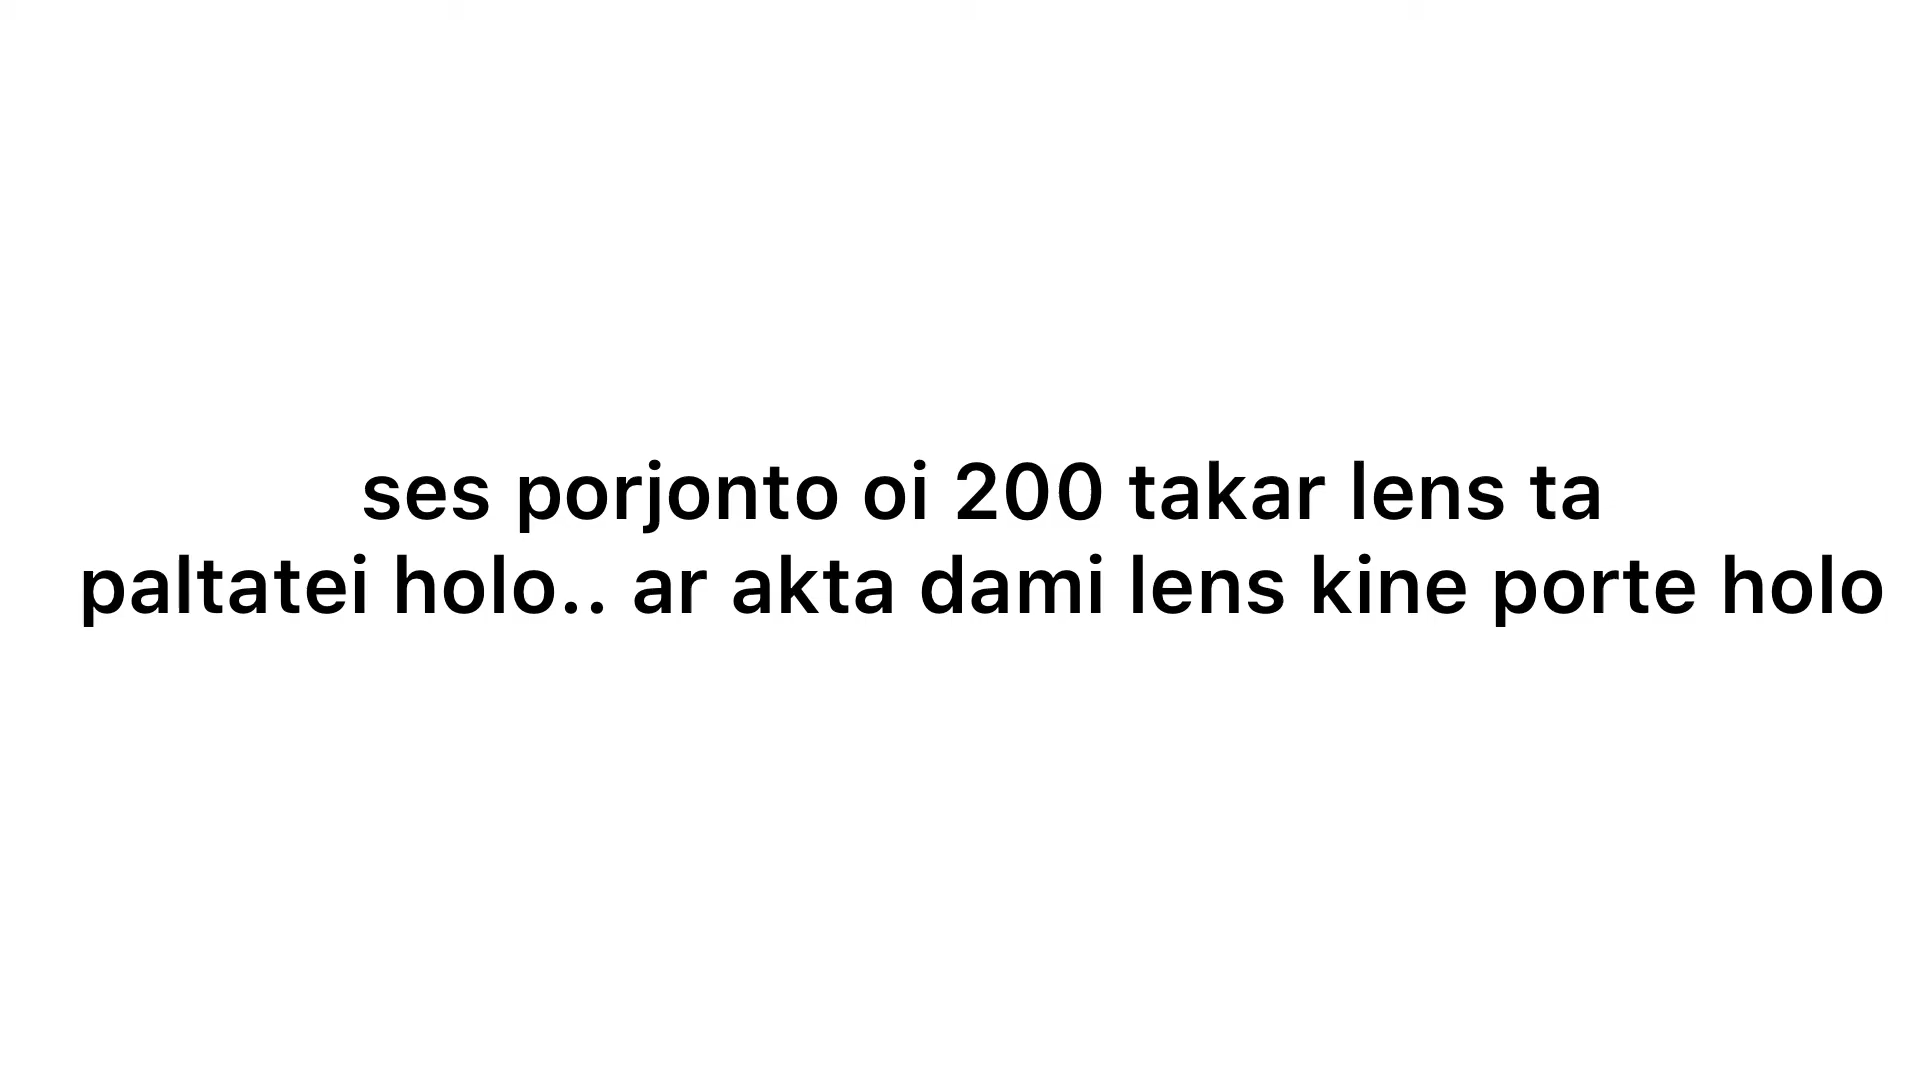 ses porjonto oi 200 takar lens ta
paltatei holo.. ar akta dami lens kine porte holo